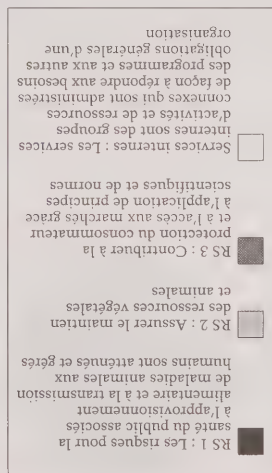 RS 1 : Les risques pour la
santé du public associés
à l'approvisionnement
alimentaire et à la transmission
de maladies animales aux
humains sont atténués et gérés
RS 2 : Assurer le maintien
des ressources végétales
et animales
RS 3 : Contribuer à la
protection du consommateur
et à l'accès aux marchés grâce
à l'application de principes
scientifiques et de normes
Services internes : Les services
internes sont des groupes
d'activités et de ressources
connexes qui sont administrées
de façon à répondre aux besoins
des programmes et aux autres
obligations générales d'une
organisation